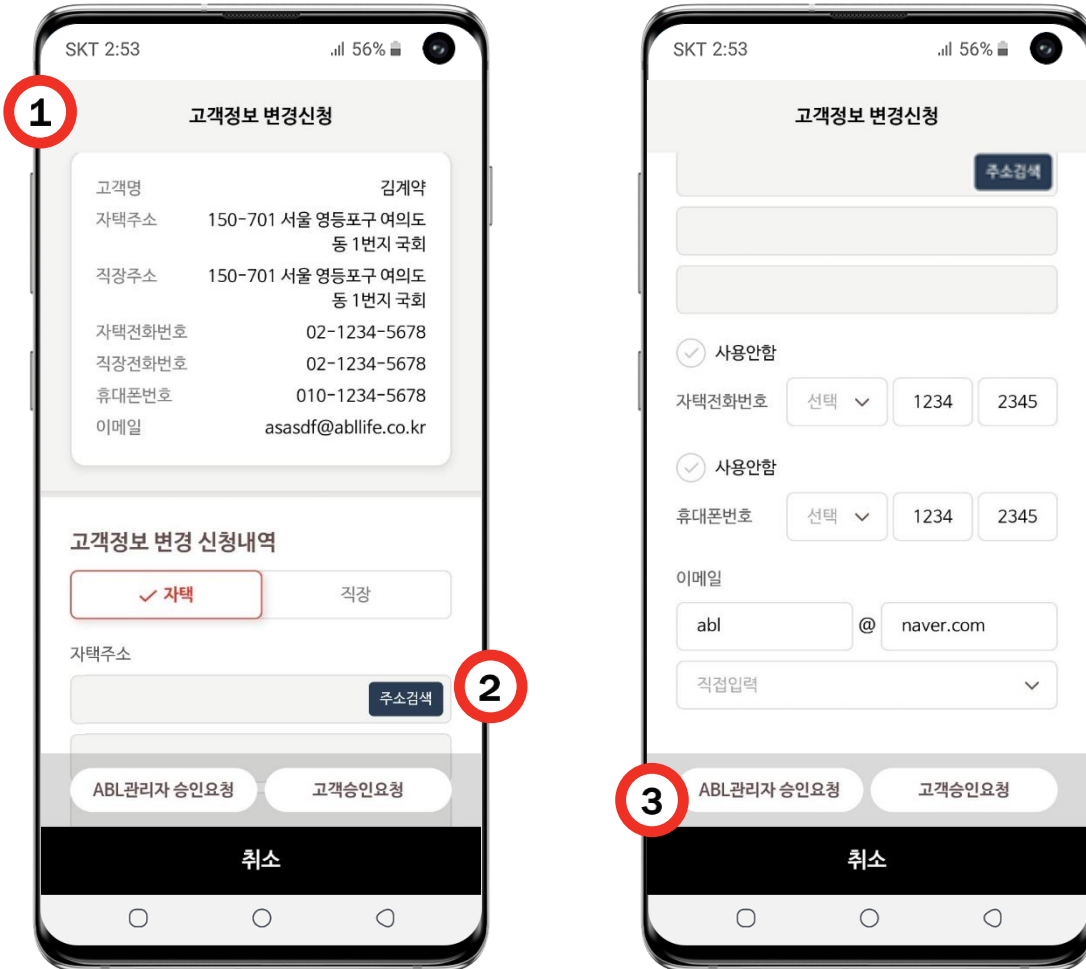 SKT 2:53
56%
1
고객정보 변경신청
고객명 김계약
자택주소 150-701 서울 영등포구 여의도
동 1번지 국회
직장주소 150-701 서울 영등포구 여의도
동 1번지 국회
자택전화번호 02-1234-5678
직장전화번호 02-1234-5678
휴대폰번호 010-1234-5678
이메일 asasdf@abllife.co.kr
고객정보 변경 신청내역
자택 직장
자택주소
주소검색
2
ABL관리자 승인요청 고객승인요청
취소
SKT 2:53
56%
고객정보 변경신청
주소검색
사용안함
자택전화번호 선택 1234 2345
사용안함
휴대폰번호 선택 1234 2345
이메일
abl @ naver.com
직접입력
3
ABL관리자 승인요청 고객승인요청
취소